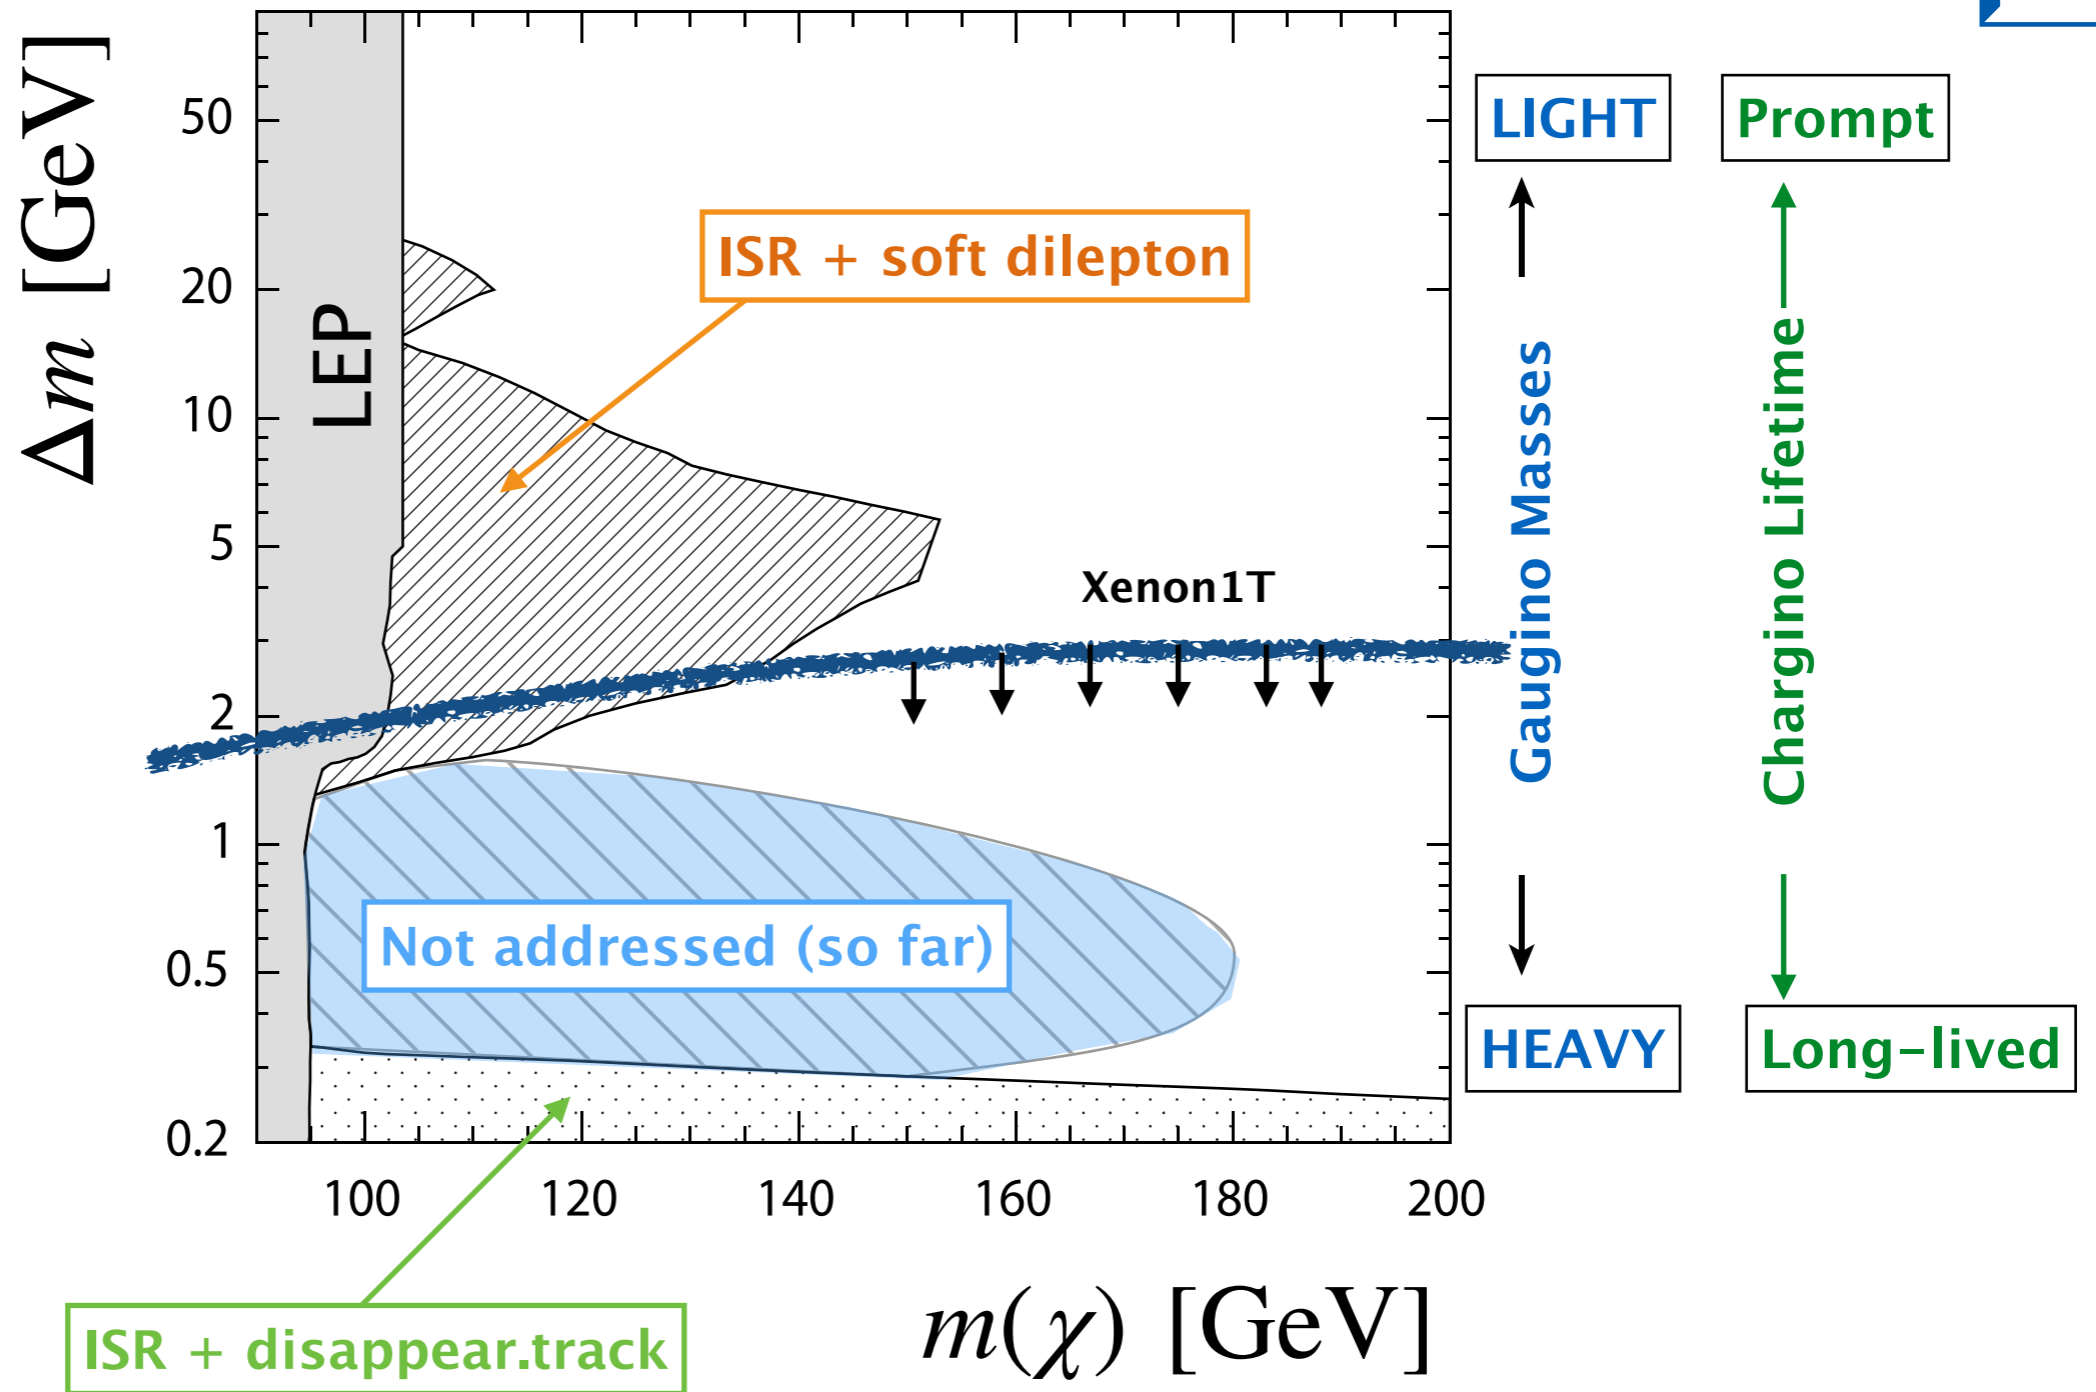 Δm [GeV]
50
20
10
5
2
1
0.5
0.2
LEP
ISR + soft dilepton
Xenon1T
Not addressed (so far)
100 120 140 160 180 200
m(χ) [GeV]
ISR + disappear.track
LIGHT
Gaugino Masses
HEAVY
Prompt
Chargino Lifetime
Long-lived